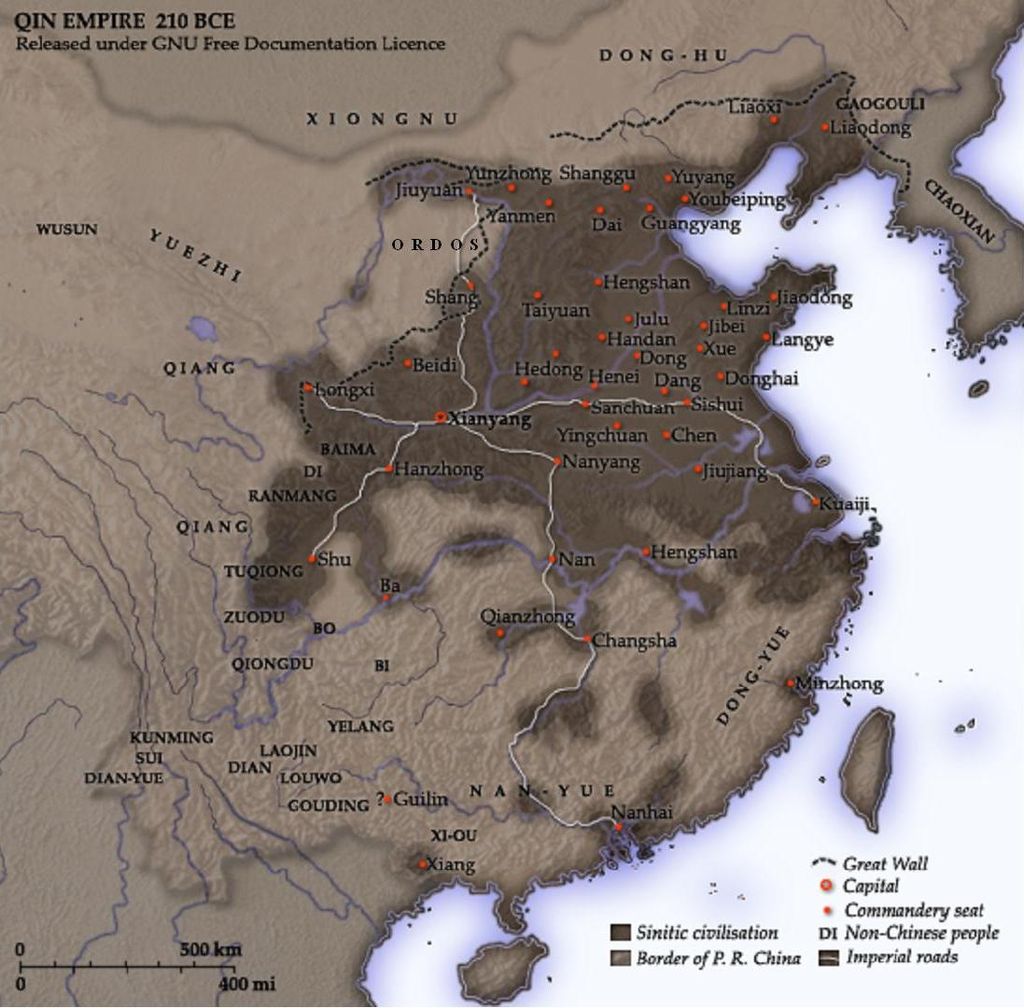 QIN EMPIRE 210 BCE
Released under GNU Free Documentation Licence
DONG-HU
XIONGNU
Liaoxi
GAOGOULI
Liaodong
Yunzhong
Shanggu
Yuyang
Jiuyuan
Youbeiping
Yanmen
Dai
Guangyang
CHAOXIAN
WUSUN
YUEZHI
ORDOS
Shang
Hengshan
Taiyuan
Linzi
Jiaodong
Julu
Jibei
Handan
Xue
Langye
Dong
QIANG
Beidi
Hedong
Henei
Dang
Donghai
Longxi
Xianyang
Sanchuan
Sishui
Yingchuan
Chen
BAIMA
DI
Hanzhong
Nanyang
Jiujiang
RANMANG
Kuaiji
QIANG
Shu
Nan
Hengshan
TUQIONG
Ba
ZUODU
BO
Qianzhong
Changsha
QIONGDU
BI
DONG-YUE
Minzhong
YELANG
KUNMING
SUI
LAOJIN
DIAN-YUE
DIAN
LOUWO
GOUDING
? Guilin
NAN-YUE
Nanhai
XI-OU
Xiang
Great Wall
Capital
Commandery seat
DI Non-Chinese people
Imperial roads
Sinitic civilisation
Border of P. R. China
0 500 km
0 400 mi